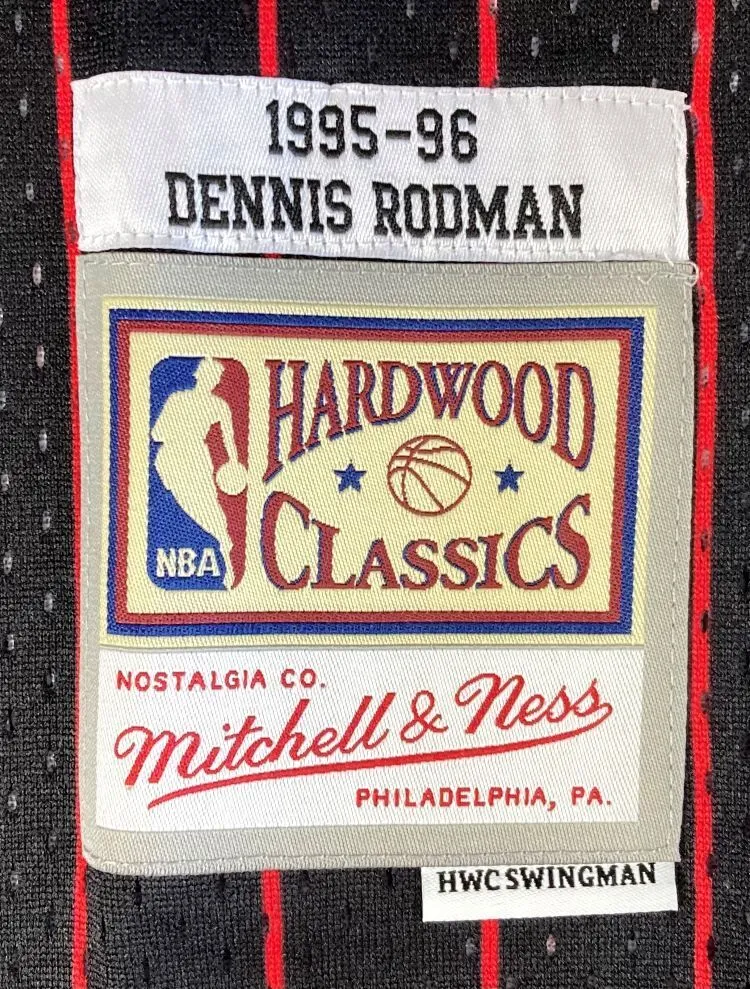 1995-96
DENNIS RODMAN
HARDWOOD
CLASSICS
NBA
NOSTALGIA CO.
Mitchell & Ness
PHILADELPHIA, PA.
HWC SWINGMAN